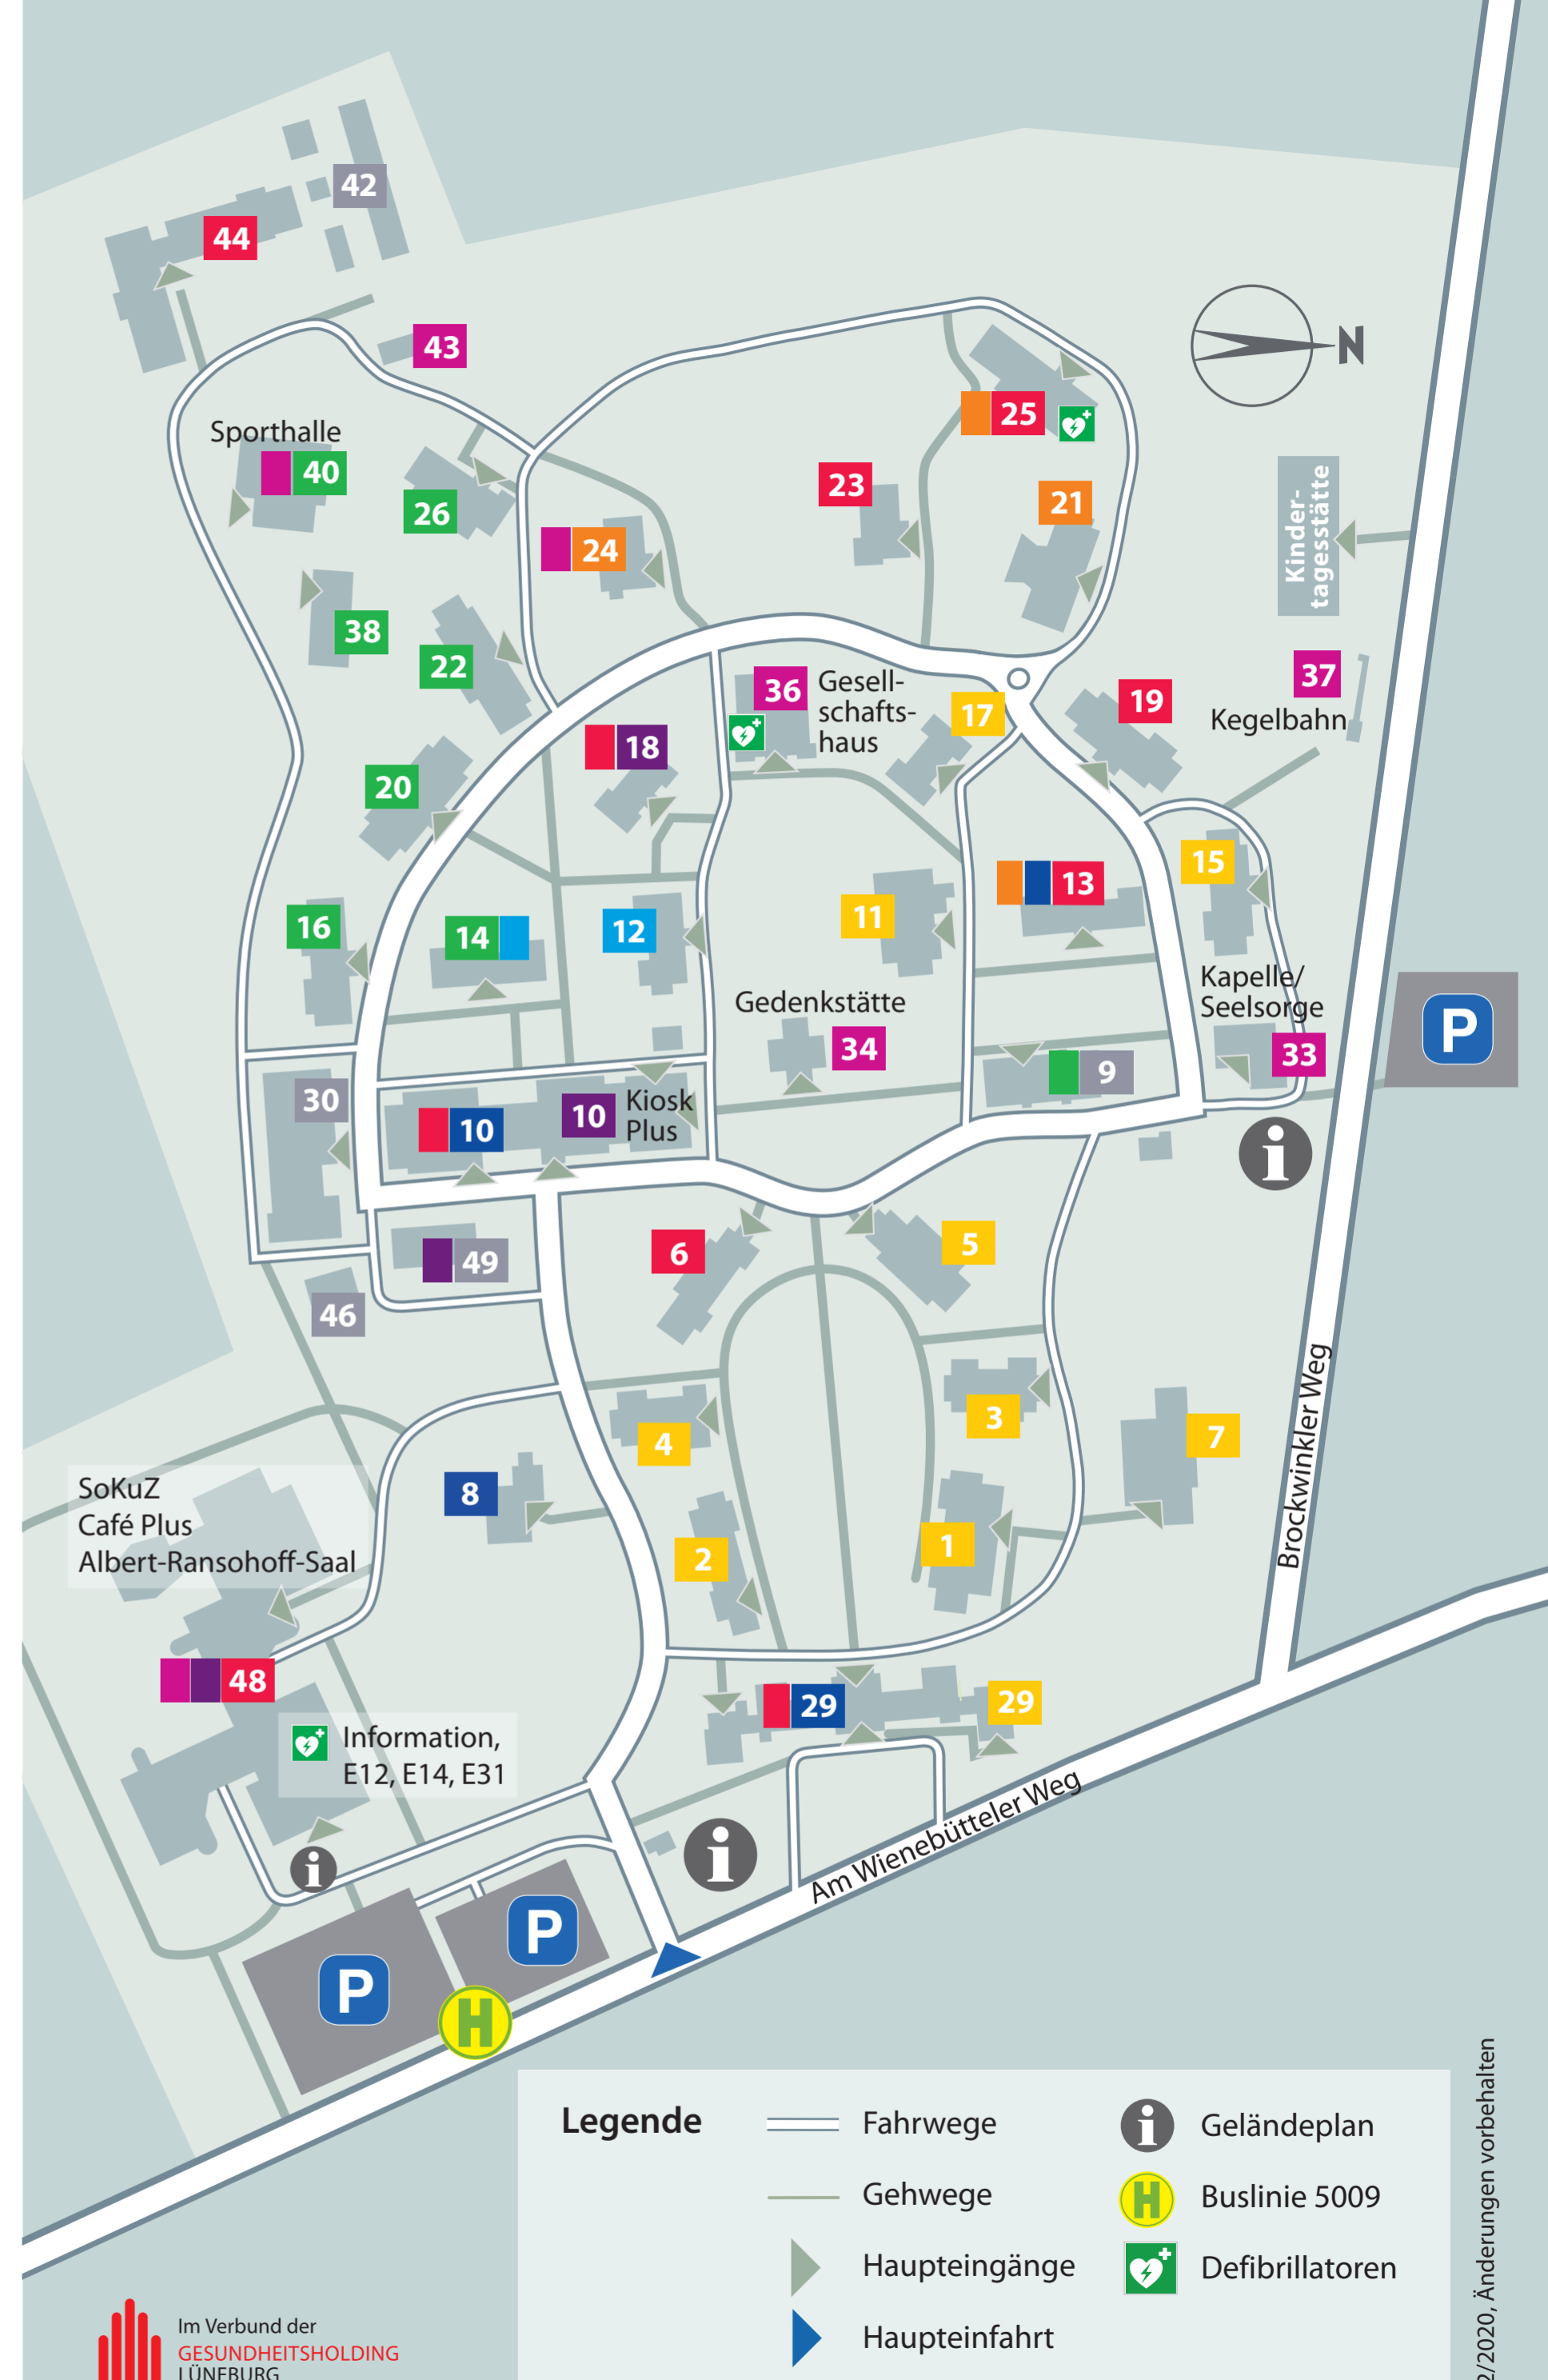 42
44
43
N
Sporthalle
40
25
26
23
21
24
Kinder-
tagesstätte
38
22
36
Gesell-
schafts-
haus
17
19
37
Kegelbahn
18
20
15
13
11
16
14
12
Kapelle/
Seelsorge
Gedenkstätte
34
33
P
9
30
10
10
Kiosk
Plus
i
6
5
49
46
3
4
7
Brockwinkler Weg
SoKuZ
Café Plus
Albert-Ransohoff-Saal
8
2
1
48
29
29
Information,
E12, E14, E31
Am Wienebütteler Weg
i
i
P
P
H
Legende
Fahrwege
i
Geländeplan
Gehwege
H
Buslinie 5009
Haupteingänge
Defibrillatoren
Haupteinfahrt
2/2020, Änderungen vorbehalten
Im Verbund der
GESUNDHEITSHOLDING
LÜNEBURG